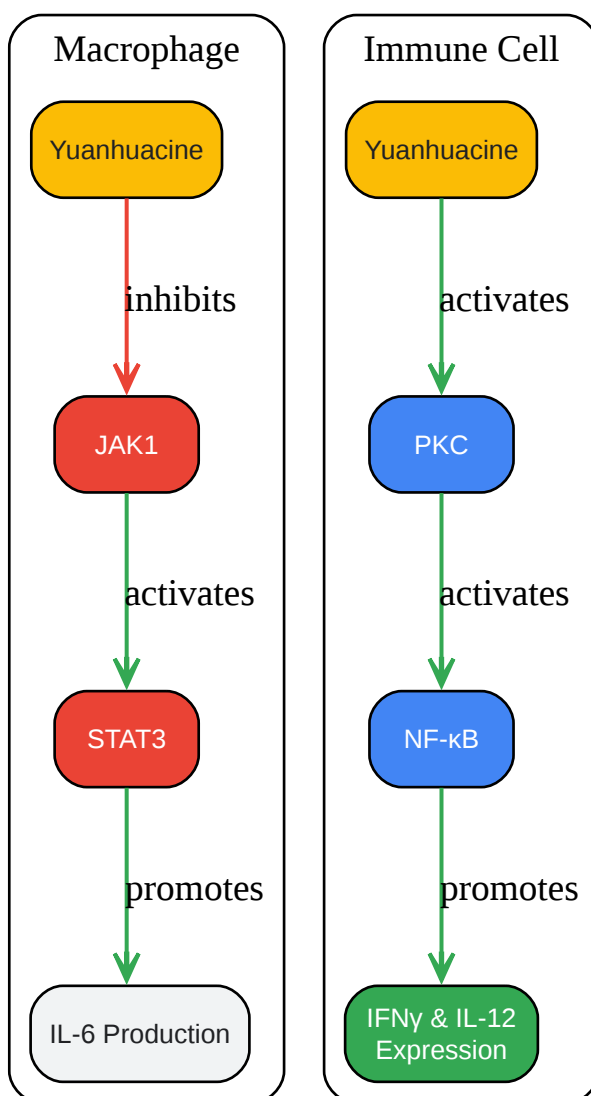 Macrophage
Yuanhuacine
inhibits
JAK1
activates
STAT3
promotes
IL-6 Production
Immune Cell
Yuanhuacine
activates
PKC
activates
NF-κB
promotes
IFNγ & IL-12
Expression